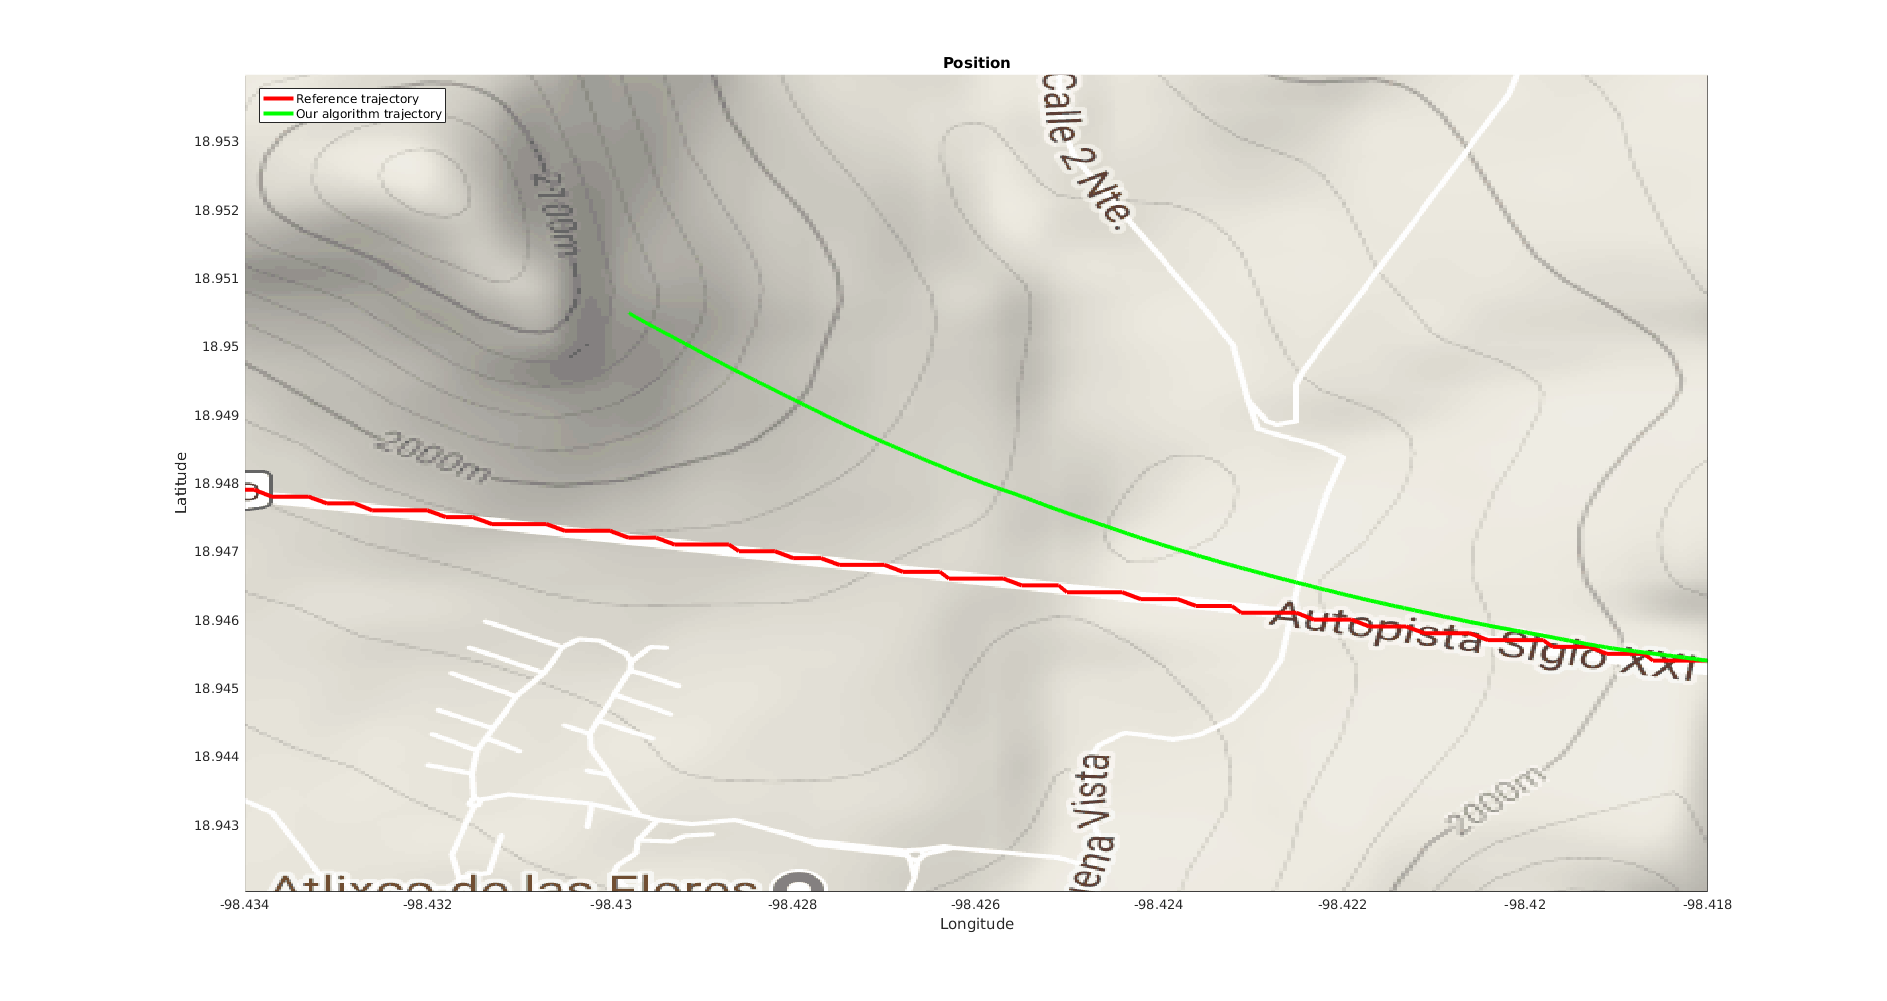 Position
Reference trajectory
Our algorithm trajectory
Calle 2 Nte.
2100m
2000m
Autopista Siglo XXI
2000m
Atlixco de las Flores
Latitude
18.953
18.952
18.951
18.95
18.949
18.948
18.947
18.946
18.945
18.944
18.943
-98.434
-98.432
-98.43
-98.428
-98.426
-98.424
-98.422
-98.42
-98.418
Longitude